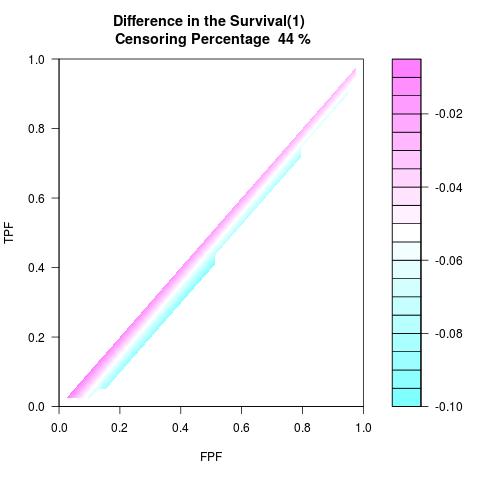 Difference in the Survival(1)
Censoring Percentage 44 %
TPF
1.0
0.8
0.6
0.4
0.2
0.0
0.0 0.2 0.4 0.6 0.8 1.0
FPF
-0.02
-0.04
-0.06
-0.08
-0.10